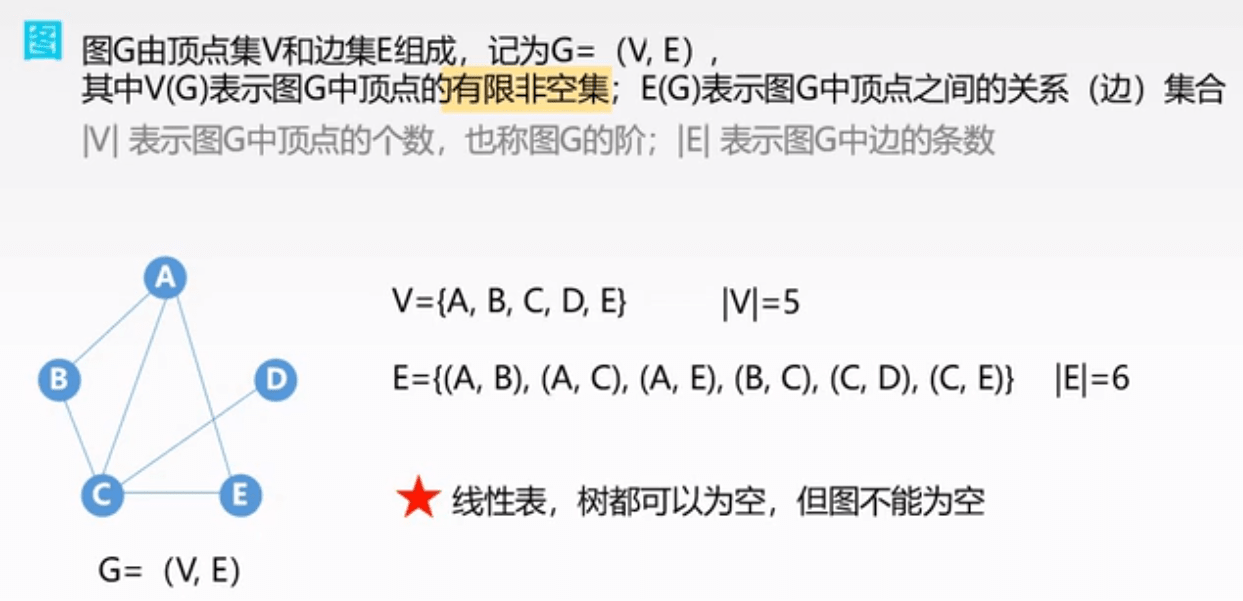 图
图G由顶点集V和边集E组成，记为G=（V, E），
其中V(G)表示图G中顶点的有限非空集；E(G)表示图G中顶点之间的关系（边）集合
|V| 表示图G中顶点的个数，也称图G的阶；|E| 表示图G中边的条数
A
V={A, B, C, D, E} |V|=5
B
D
E={(A, B), (A, C), (A, E), (B, C), (C, D), (C, E)} |E|=6
C
E
线性表，树都可以为空，但图不能为空
G=（V, E）